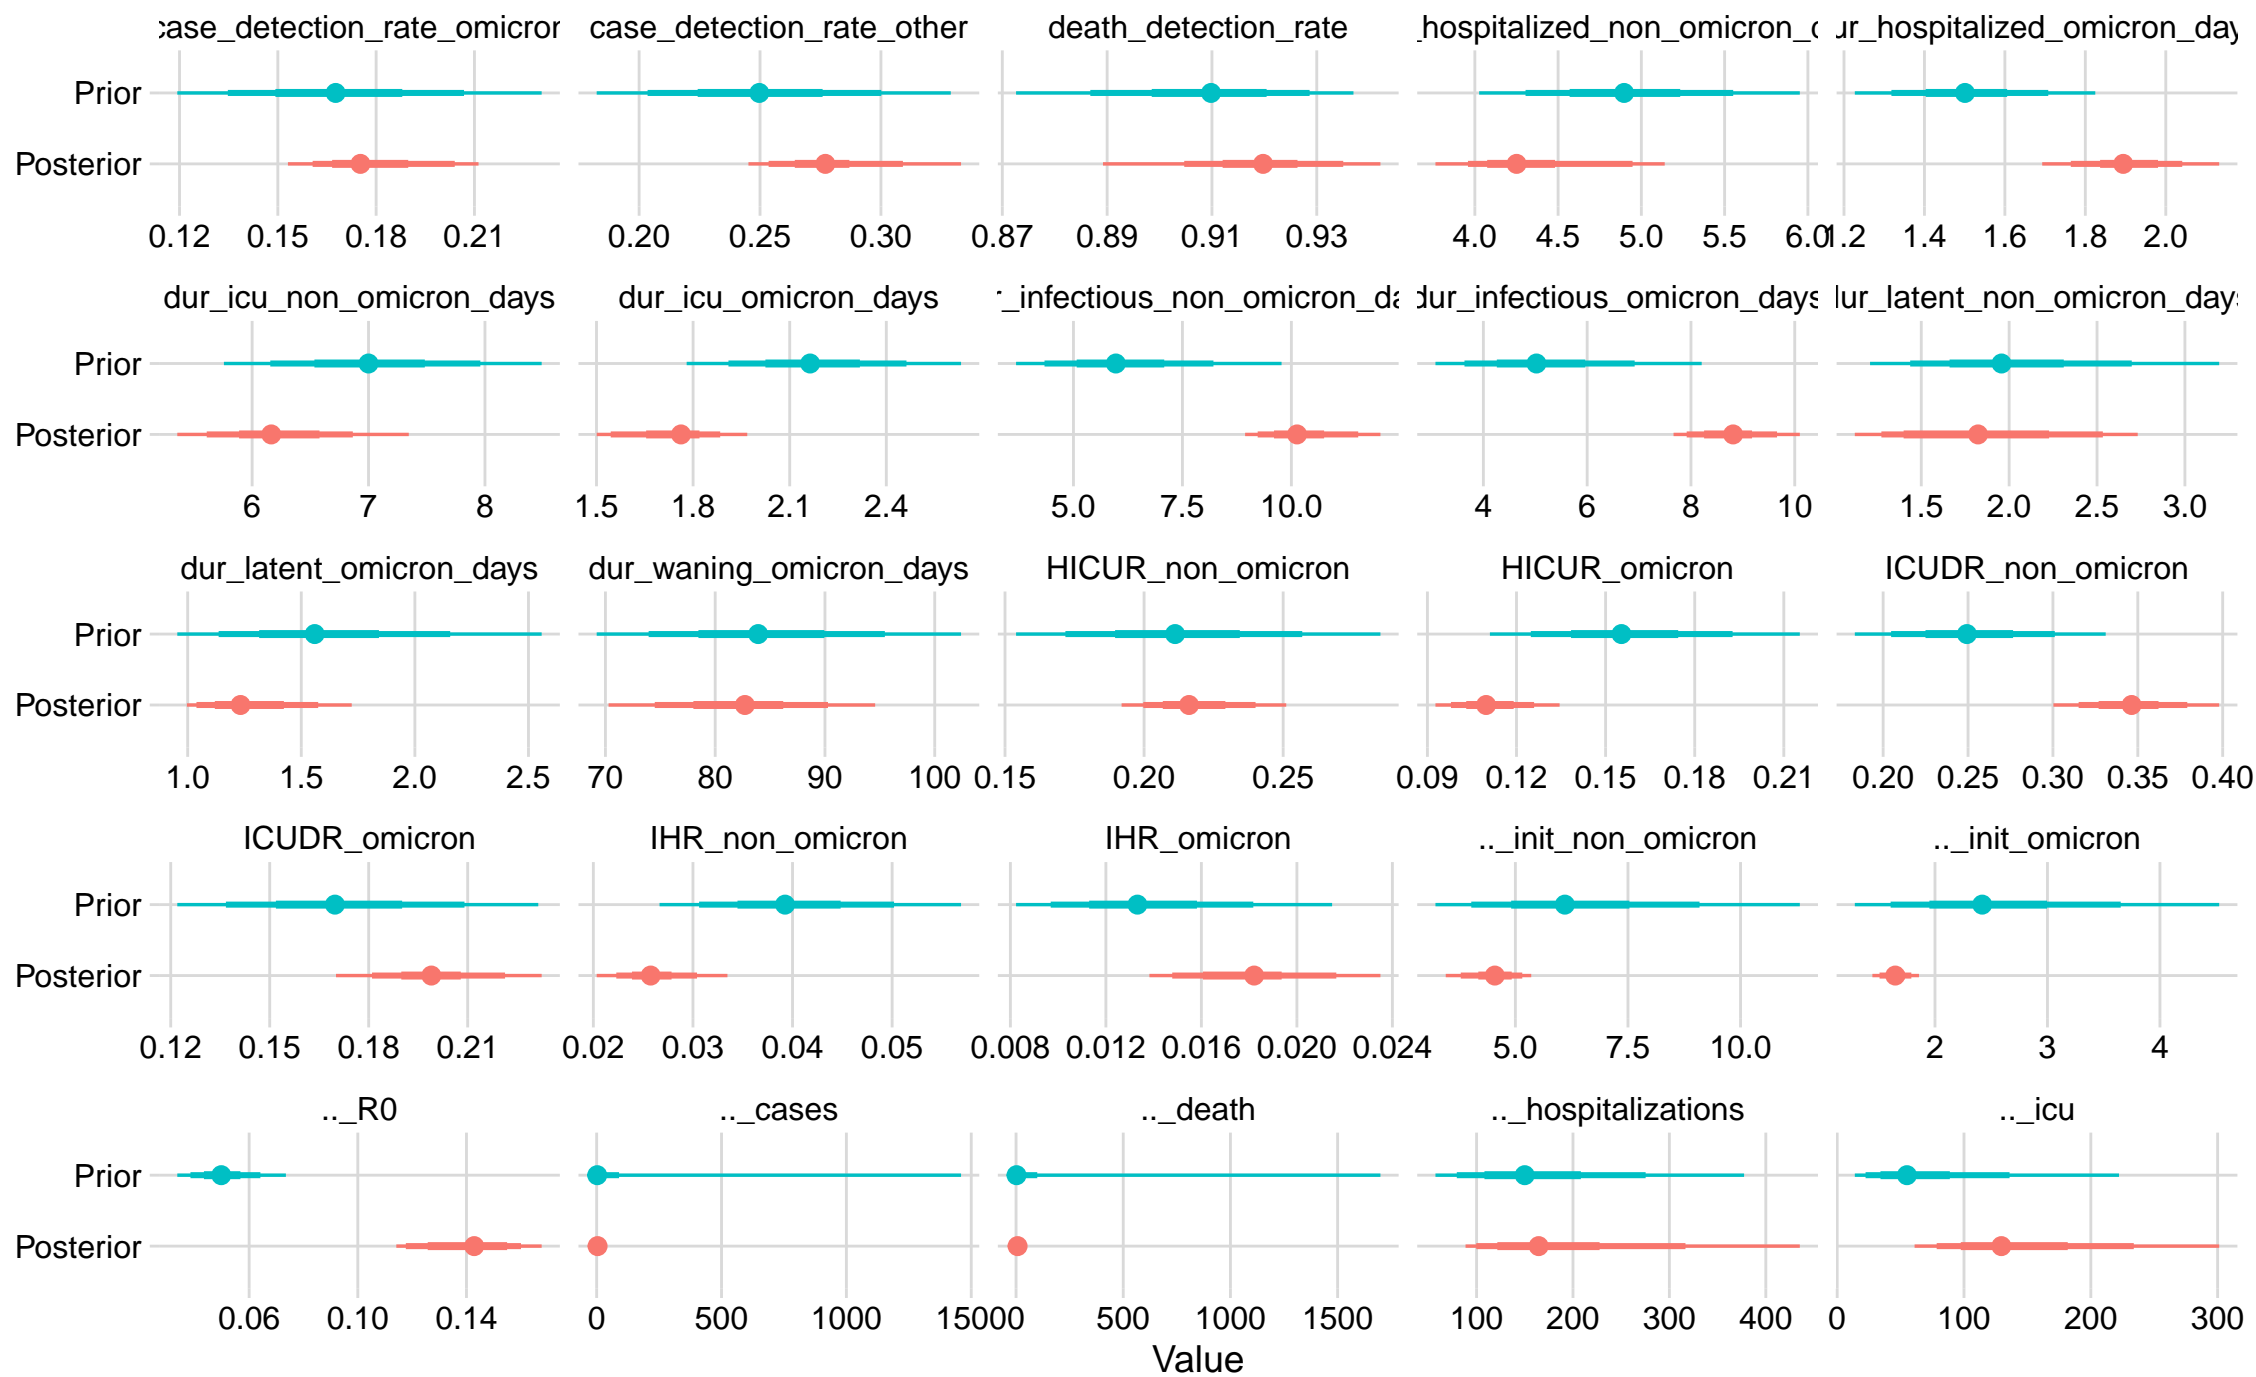 case_detection_rate_omicron case_detection_rate_other death_detection_rate _hospitalized_non_omicron_d ur_hospitalized_omicron_day
Prior
Posterior
0.12 0.15 0.18 0.21 0.20 0.25 0.30 0.87 0.89 0.91 0.93 4.0 4.5 5.0 5.5 6.0 1.2 1.4 1.6 1.8 2.0
dur_icu_non_omicron_days dur_icu_omicron_days r_infectious_non_omicron_da dur_infectious_omicron_days dur_latent_non_omicron_days
Prior
Posterior
6 7 8 1.5 1.8 2.1 2.4 5.0 7.5 10.0 4 6 8 10 1.5 2.0 2.5 3.0
dur_latent_omicron_days dur_waning_omicron_days HICUR_non_omicron HICUR_omicron ICUDR_non_omicron
Prior
Posterior
1.0 1.5 2.0 2.5 70 80 90 100 0.15 0.20 0.25 0.09 0.12 0.15 0.18 0.21 0.20 0.25 0.30 0.35 0.40
ICUDR_omicron IHR_non_omicron IHR_omicron .._init_non_omicron .._init_omicron
Prior
Posterior
0.12 0.15 0.18 0.21 0.02 0.03 0.04 0.05 0.008 0.012 0.016 0.020 0.024 5.0 7.5 10.0 2 3 4
.._R0 .._cases .._death .._hospitalizations .._icu
Prior
Posterior
0.06 0.10 0.14 0 500 1000 1500 0 500 1000 1500 100 200 300 400 0 100 200 300
Value